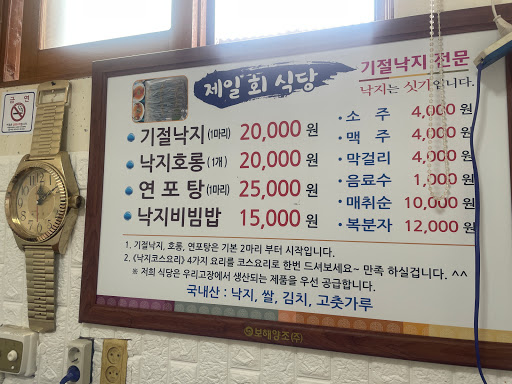 금 연
제일 회 식당
기절낙지 전문
낙지는 싯가입니다.
기절낙지 (1마리) 20,000 원
낙지호롱 (1개) 20,000 원
연 포 탕 (1마리) 25,000 원
낙지비빔밥 15,000 원
· 소 주 4,000 원
· 맥 주 4,000 원
· 막걸리 4,000 원
· 음료수 1,000 원
· 매취순 10,000 원
· 복분자 12,000 원
1. 기절낙지, 호롱, 연포탕은 기본 2마리 부터 시작입니다.
2. 《낙지코스요리》 4가지 요리를 코스요리로 한번 드셔보세요~ 만족 하실겁니다. ^^
※ 저희 식당은 우리고장에서 생산되는 제품을 우선 공급합니다.
국내산 : 낙지, 쌀, 김치, 고춧가루
보해양조(주)